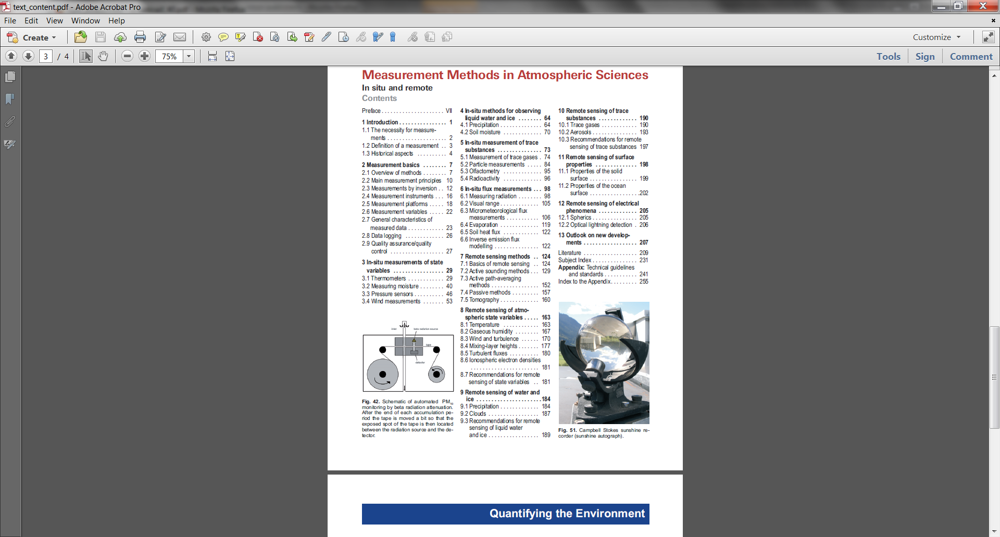 text_content.pdf - Adobe Acrobat Pro
File Edit View Window Help
Create
Customize
3 / 4
75%
Tools Sign Comment
Measurement Methods in Atmospheric Sciences
In situ and remote
Contents
Preface . . . . . . . . . . . . . . . . . . . . . . VII
1 Introduction . . . . . . . . . . . . . . . . 1
1.1 The necessity for measure-
ments . . . . . . . . . . . . . . . . . . . . . 2
1.2 Definition of a measurement . . 3
1.3 Historical aspects . . . . . . . . . . 4
2 Measurement basics . . . . . . . . 7
2.1 Overview of methods . . . . . . . . 7
2.2 Main measurement principles 10
2.3 Measurements by inversion . . 12
2.4 Measurement instruments . . . 16
2.5 Measurement platforms . . . . . 18
2.6 Measurement variables . . . . . 22
2.7 General characteristics of
measured data . . . . . . . . . . . . 23
2.8 Data logging . . . . . . . . . . . . . 26
2.9 Quality assurance/quality
control . . . . . . . . . . . . . . . . . . 27
3 In-situ measurements of state
variables . . . . . . . . . . . . . . . . . 29
3.1 Thermometers . . . . . . . . . . . . 29
3.2 Measuring moisture . . . . . . . . 40
3.3 Pressure sensors . . . . . . . . . . 46
3.4 Wind measurements . . . . . . . 53
inlet
beta radiation source
tape
detector
Fig. 42. Schematic of automated PM10
monitoring by beta radiation attenuation.
After the end of each accumulation pe-
riod the tape is moved a bit so that the
exposed spot of the tape is then located
between the radiation source and the de-
tector.
4 In-situ methods for observing
liquid water and ice . . . . . . . . 64
4.1 Precipitation . . . . . . . . . . . . . 64
4.2 Soil moisture . . . . . . . . . . . . . 70
5 In-situ measurement of trace
substances . . . . . . . . . . . . . . 73
5.1 Measurement of trace gases . 74
5.2 Particle measurements . . . . . 84
5.3 Olfactometry . . . . . . . . . . . . . 95
5.4 Radioactivity . . . . . . . . . . . . . 96
6 In-situ flux measurements . . . 98
6.1 Measuring radiation . . . . . . . . 98
6.2 Visual range . . . . . . . . . . . . . 105
6.3 Micrometeorological flux
measurements . . . . . . . . . . . 106
6.4 Evaporation . . . . . . . . . . . . . 119
6.5 Soil heat flux . . . . . . . . . . . . 122
6.6 Inverse emission flux
modelling . . . . . . . . . . . . . . . 122
7 Remote sensing methods . . 124
7.1 Basics of remote sensing . . 124
7.2 Active sounding methods . . . 129
7.3 Active path-averaging
methods . . . . . . . . . . . . . . . . 152
7.4 Passive methods . . . . . . . . . 157
7.5 Tomography . . . . . . . . . . . . . 160
8 Remote sensing of atmo-
spheric state variables . . . . . 163
8.1 Temperature . . . . . . . . . . . . 163
8.2 Gaseous humidity . . . . . . . . 167
8.3 Wind and turbulence . . . . . . 170
8.4 Mixing-layer heights . . . . . . . 177
8.5 Turbulent fluxes . . . . . . . . . . 180
8.6 Ionospheric electron densities
. . . . . . . . . . . . . . . . . . . . . . . . 181
8.7 Recommendations for remote
sensing of state variables . . 181
9 Remote sensing of water and
ice . . . . . . . . . . . . . . . . . . . . . 184
9.1 Precipitation . . . . . . . . . . . . . 184
9.2 Clouds . . . . . . . . . . . . . . . . . 187
9.3 Recommendations for remote
sensing of liquid water
and ice . . . . . . . . . . . . . . . . . 189
10 Remote sensing of trace
substances . . . . . . . . . . . . . 190
10.1 Trace gases . . . . . . . . . . . . 190
10.2 Aerosols . . . . . . . . . . . . . . . 193
10.3 Recommendations for remote
sensing of trace substances 197
11 Remote sensing of surface
properties . . . . . . . . . . . . . . 198
11.1 Properties of the solid
surface . . . . . . . . . . . . . . . . 199
11.2 Properties of the ocean
surface . . . . . . . . . . . . . . . . .202
12 Remote sensing of electrical
phenomena . . . . . . . . . . . . . 205
12.1 Spherics . . . . . . . . . . . . . . . 205
12.2 Optical lightning detection . 206
13 Outlook on new develop-
ments . . . . . . . . . . . . . . . . . . 207
Literature . . . . . . . . . . . . . . . . . . . 209
Subject Index . . . . . . . . . . . . . . . 231
Appendix: Technical guidelines
and standards . . . . . . . . . . . 241
Index to the Appendix . . . . . . . . . 255
Fig. 51. Campbell Stokes sunshine re-
corder (sunshine autograph).
Quantifying the Environment